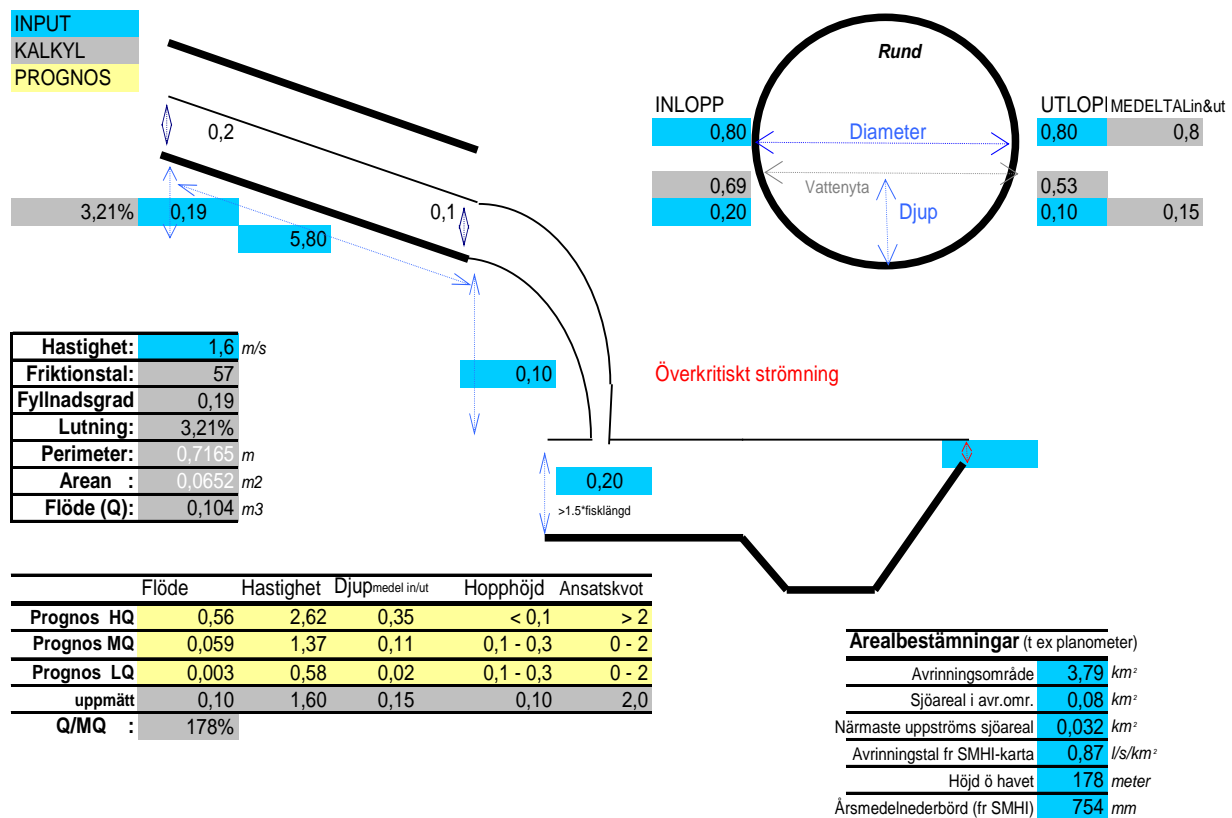 INPUT
KALKYL
PROGNOS
0,2
3,21% 0,19
0,1
5,80
Rund
INLOPP
UTLOPI MEDELTALin&ut
0,80 Diameter 0,80 0,8
0,69 Vattenyta 0,53
0,20 Djup 0,10 0,15
Hastighet: 1,6 m/s
Friktionstal: 57
Fyllnadsgrad 0,19
Lutning: 3,21%
Perimeter: 0,7165 m
Arean : 0,0652 m2
Flöde (Q): 0,104 m3
0,10
Överkritiskt strömning
0,20
>1.5*fisklängd
Flöde Hastighet Djupmedel in/ut Hopphöjd Ansatskvot
Prognos HQ 0,56 2,62 0,35 < 0,1 > 2
Prognos MQ 0,059 1,37 0,11 0,1 - 0,3 0 - 2
Prognos LQ 0,003 0,58 0,02 0,1 - 0,3 0 - 2
uppmätt 0,10 1,60 0,15 0,10 2,0
Q/MQ : 178%
Arealbestämningar (t ex planometer)
Avrinningsområde 3,79 km²
Sjöareal i avr.omr. 0,08 km²
Närmaste uppströms sjöareal 0,032 km²
Avrinningstal fr SMHI-karta 0,87 l/s/km²
Höjd ö havet 178 meter
Årsmedelnederbörd (fr SMHI) 754 mm